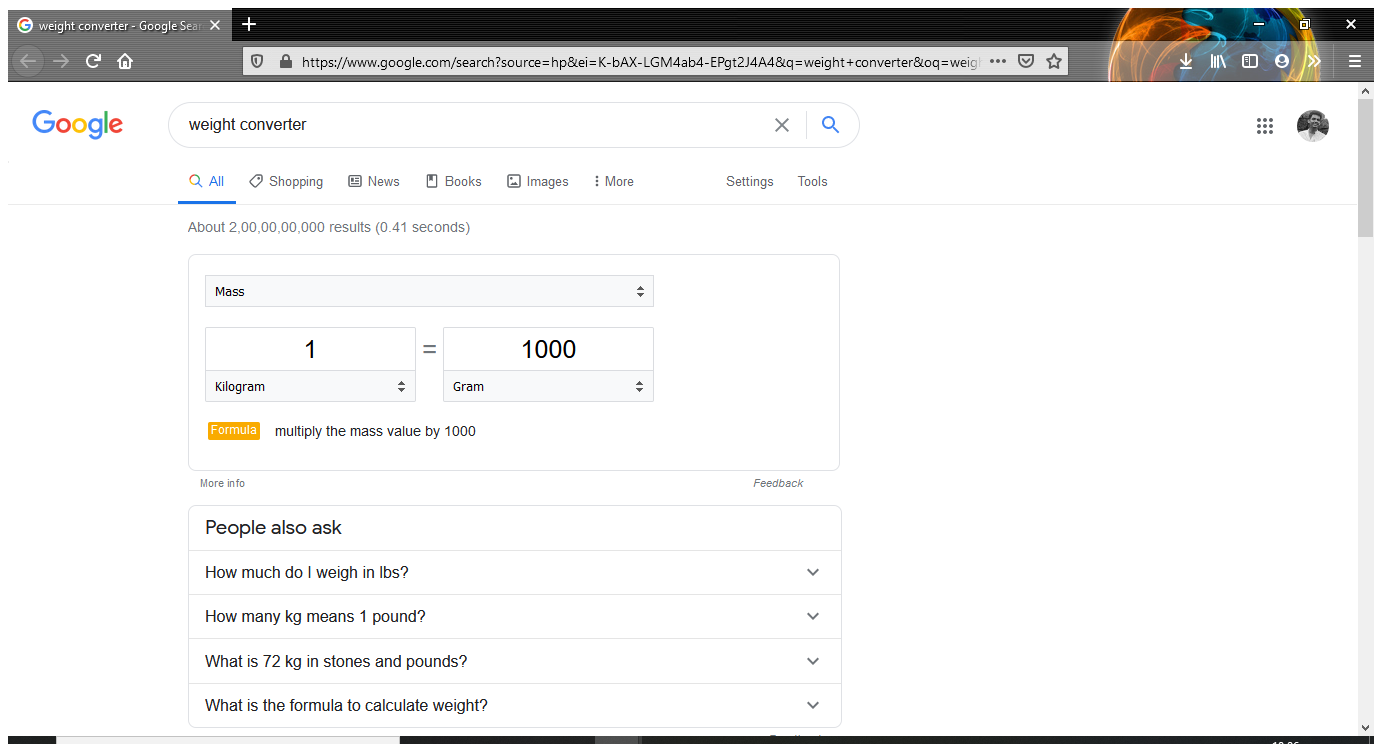 weight converter - Google Sear
https://www.google.com/search?source=hp&ei=K-bAX-LGM4ab4-EPgt2J4A4&q=weight+converter&oq=weig
Google
weight converter
All Shopping News Books Images More Settings Tools
About 2,00,00,00,000 results (0.41 seconds)
Mass
1 = 1000
Kilogram Gram
Formula multiply the mass value by 1000
More info Feedback
People also ask
How much do I weigh in lbs?
How many kg means 1 pound?
What is 72 kg in stones and pounds?
What is the formula to calculate weight?